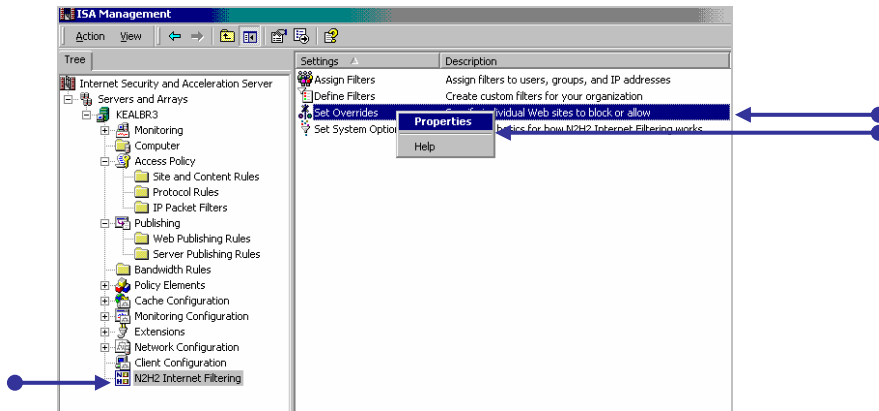 ISA Management
Action View
Tree
Internet Security and Acceleration Server
Servers and Arrays
KEALBR3
Monitoring
Computer
Access Policy
Site and Content Rules
Protocol Rules
IP Packet Filters
Publishing
Web Publishing Rules
Server Publishing Rules
Bandwidth Rules
Policy Elements
Cache Configuration
Monitoring Configuration
Extensions
Network Configuration
Client Configuration
N2H2 Internet Filtering
Settings Description
Assign Filters Assign filters to users, groups, and IP addresses
Define Filters Create custom filters for your organization
Set Overrides individual Web sites to block or allow
Set System for how N2H2 Internet Filtering works
Properties
Help